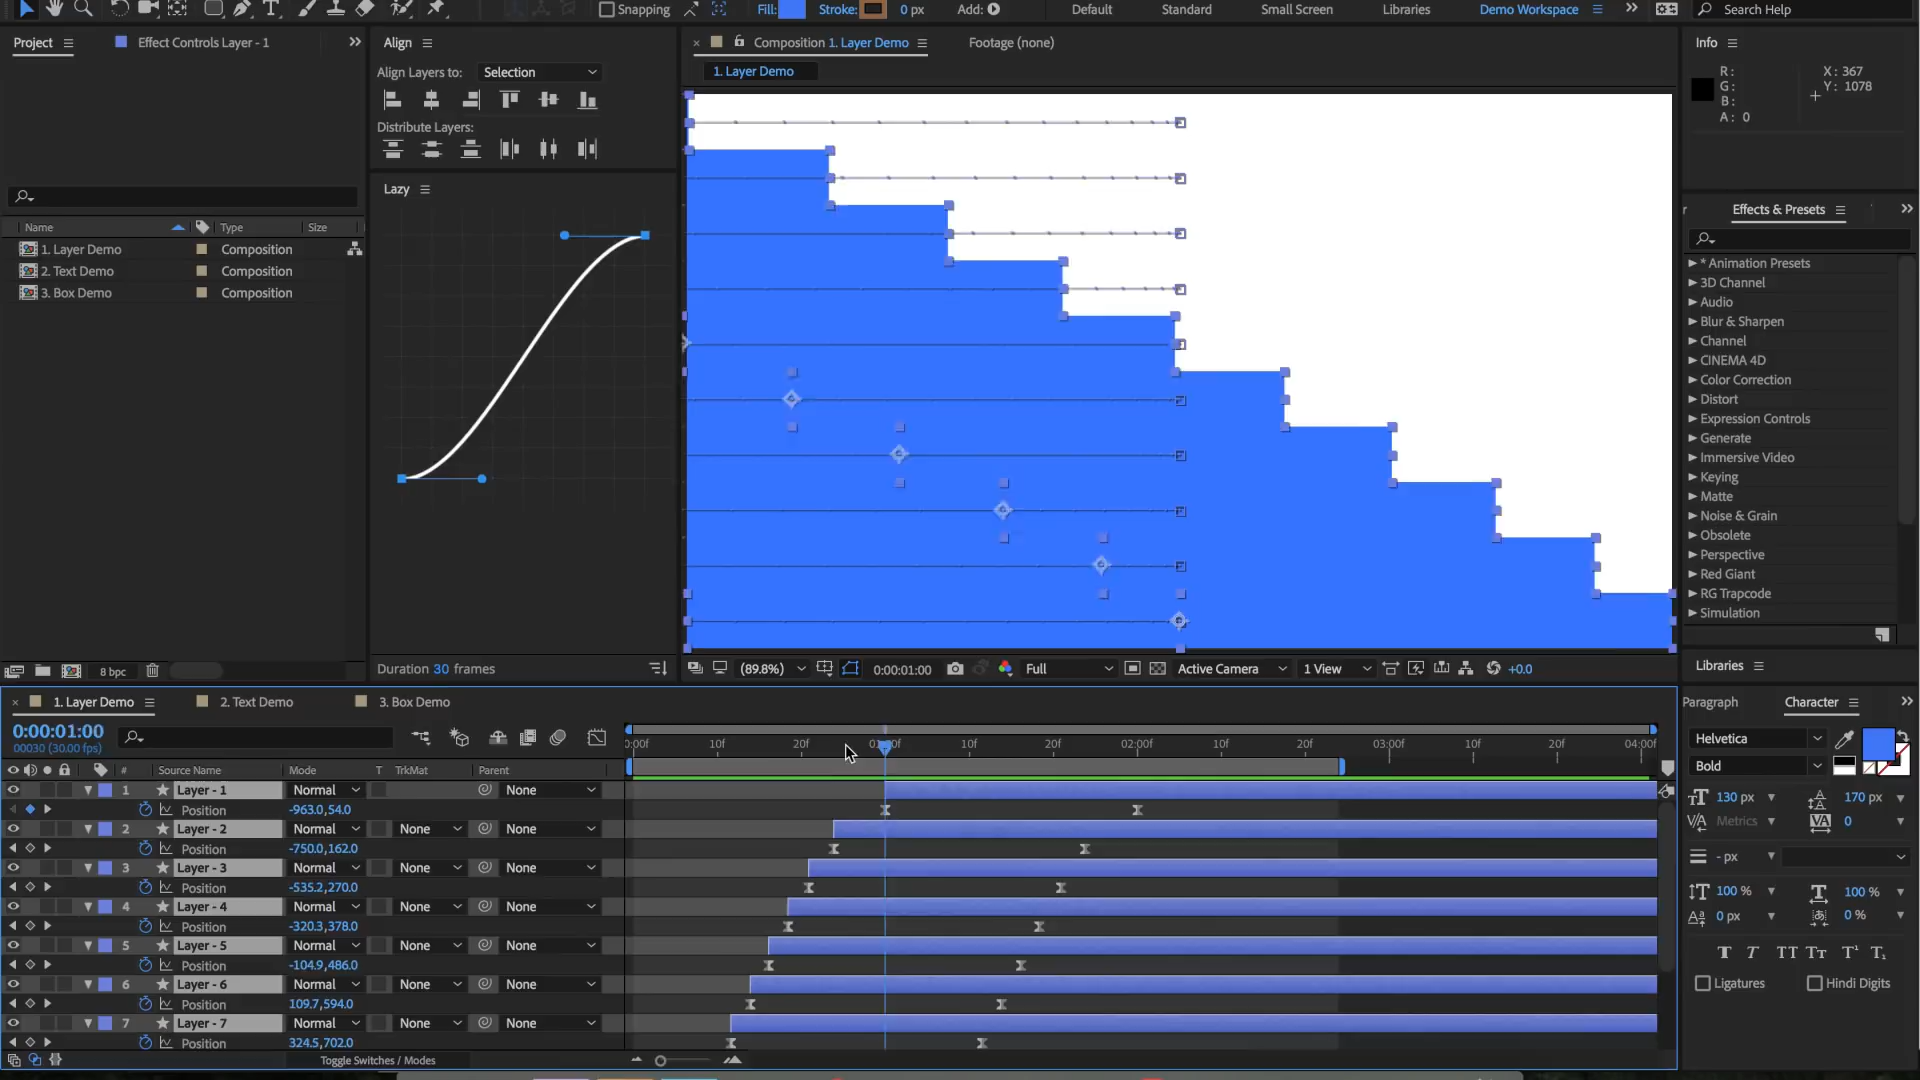 Snapping
Fill:
Stroke:
0 px
Add:
Default
Standard
Small Screen
Libraries
Demo Workspace
Search Help
Project
Effect Controls Layer - 1
Align
Composition 1. Layer Demo
Footage (none)
Info
1. Layer Demo
R:
G:
B:
A: 0
X: 367
Y: 1078
Align Layers to:
Selection
Distribute Layers:
Lazy
Effects & Presets
Name
Type
Size
1. Layer Demo
Composition
2. Text Demo
Composition
3. Box Demo
Composition
* Animation Presets
3D Channel
Audio
Blur & Sharpen
Channel
CINEMA 4D
Color Correction
Distort
Expression Controls
Generate
Immersive Video
Keying
Matte
Noise & Grain
Obsolete
Perspective
Red Giant
RG Trapcode
Simulation
8 bpc
Duration 30 frames
(89.8%)
0:00:01:00
Full
Active Camera
1 View
+0.0
Libraries
1. Layer Demo
2. Text Demo
3. Box Demo
Paragraph
Character
0:00:01:00
00030 (30.00 fps)
0:00f
10f
20f
01:00f
10f
20f
02:00f
10f
20f
03:00f
10f
20f
04:00f
Helvetica
Bold
130 px
170 px
Metrics
0
- px
100 %
100 %
0 px
0 %
Ligatures
Hindi Digits
#
Source Name
Mode
T
TrkMat
Parent
1
Layer - 1
Normal
None
Position
-963.0,54.0
2
Layer - 2
Normal
None
None
Position
-750.0,162.0
3
Layer - 3
Normal
None
None
Position
-535.2,270.0
4
Layer - 4
Normal
None
None
Position
-320.3,378.0
5
Layer - 5
Normal
None
None
Position
-104.9,486.0
6
Layer - 6
Normal
None
None
Position
109.7,594.0
7
Layer - 7
Normal
None
None
Position
324.5,702.0
Toggle Switches / Modes